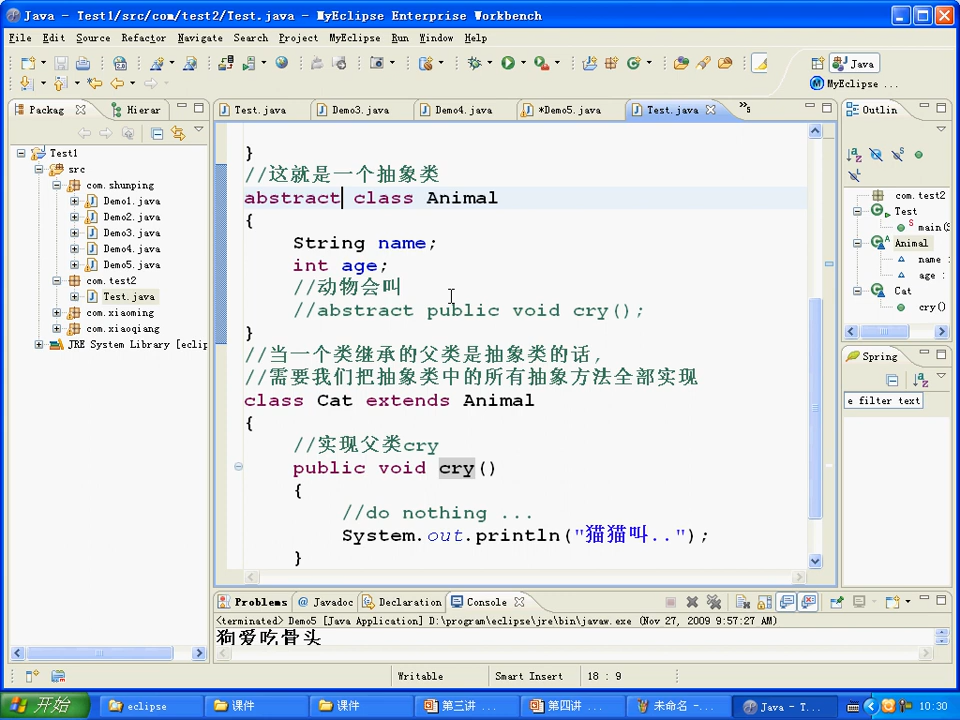 Java - Test1/src/com/test2/Test.java - MyEclipse Enterprise Workbench
File Edit Source Refactor Navigate Search Project MyEclipse Run Window Help
Java
MyEclipse ...
Packag Hierar
Test.java Demo3.java Demo4.java *Demo5.java Test.java 5
Outlin
Test1
src
com.shunping
Demo1.java
Demo2.java
Demo3.java
Demo4.java
Demo5.java
com.test2
Test.java
com.xiaoming
com.xiaoqiang
JRE System Library [eclip
}
//这就是一个抽象类
abstract class Animal
{
String name;
int age;
//动物会叫
//abstract public void cry();
}
//当一个类继承的父类是抽象类的话,
//需要我们把抽象类中的所有抽象方法全部实现
class Cat extends Animal
{
//实现父类cry
public void cry()
{
//do nothing ...
System.out.println("猫猫叫..");
}
com.test2
Test
main(S
Animal
name :
age :
Cat
cry()
Spring
e filter text
Problems @ Javadoc Declaration Console
<terminated> Demo5 [Java Application] D:\program\eclipse\jre\bin\javaw.exe (Nov 27, 2009 9:57:27 AM)
狗爱吃骨头
Writable Smart Insert 18 : 9
开始 eclipse 课件 课件 第三讲 ... 第四讲 ... 未命名 -... Java - T... 10:30